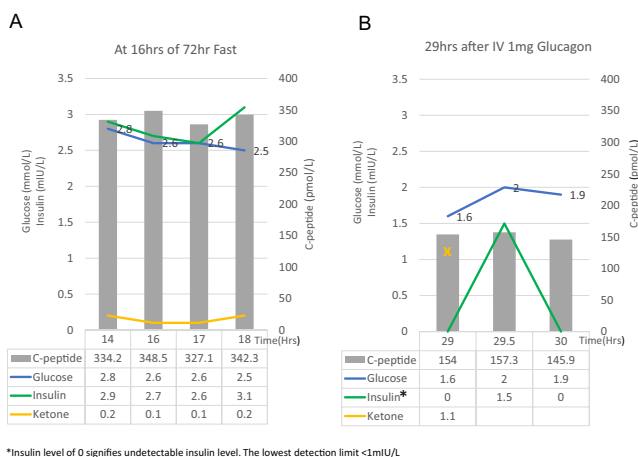 A
At 16hrs of 72hr Fast
Glucose (mmol/L)
Insulin (mIU/L)
3.5
3
2.5
2
1.5
1
0.5
0
2.8
2.6
2.6
2.5
400
350
300
250
200
150
100
50
0
C-peptide (pmol/L)
14 16 17 18 Time(Hrs)
C-peptide 334.2 348.5 327.1 342.3
Glucose 2.8 2.6 2.6 2.5
Insulin 2.9 2.7 2.6 3.1
Ketone 0.2 0.1 0.1 0.2
B
29hrs after IV 1mg Glucagon
Glucose (mmol/L)
Insulin (mIU/L)
3.5
3
2.5
2
1.5
1
0.5
0
1.6
2
1.9
X
400
350
300
250
200
150
100
50
0
C-peptide (pmol/L)
29 29.5 30 Time(Hrs)
C-peptide 154 157.3 145.9
Glucose 1.6 2 1.9
Insulin* 0 1.5 0
Ketone 1.1
*Insulin level of 0 signifies undetectable insulin level. The lowest detection limit <1mIU/L